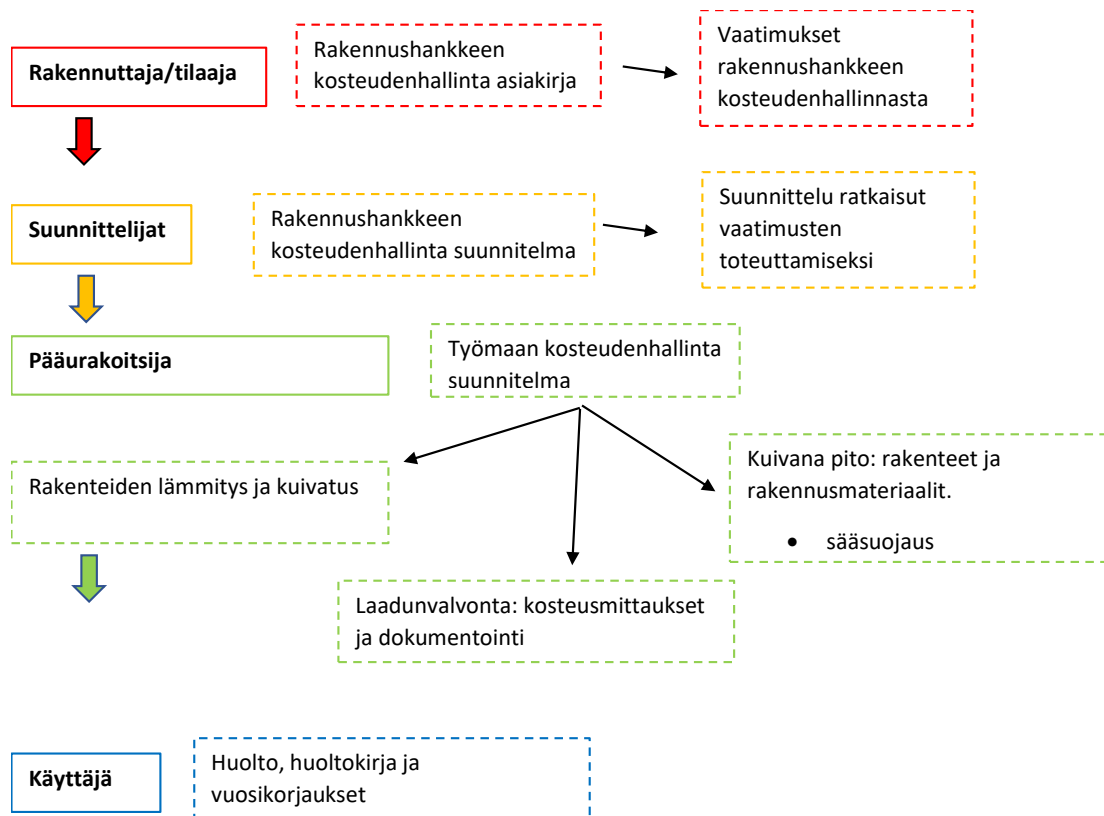 Rakennuttaja/tilaaja
Rakennushankkeen
kosteudenhallinta asiakirja
Vaatimukset
rakennushankkeen
kosteudenhallinnasta
Suunnittelijat
Rakennushankkeen
kosteudenhallinta suunnitelma
Suunnittelu ratkaisut
vaatimusten
toteuttamiseksi
Pääurakoitsija
Työmaan kosteudenhallinta
suunnitelma
Rakenteiden lämmitys ja kuivatus
Kuivana pito: rakenteet ja
rakennusmateriaalit.
• sääsuojaus
Laadunvalvonta: kosteusmittaukset
ja dokumentointi
Käyttäjä
Huolto, huoltokirja ja
vuosikorjaukset